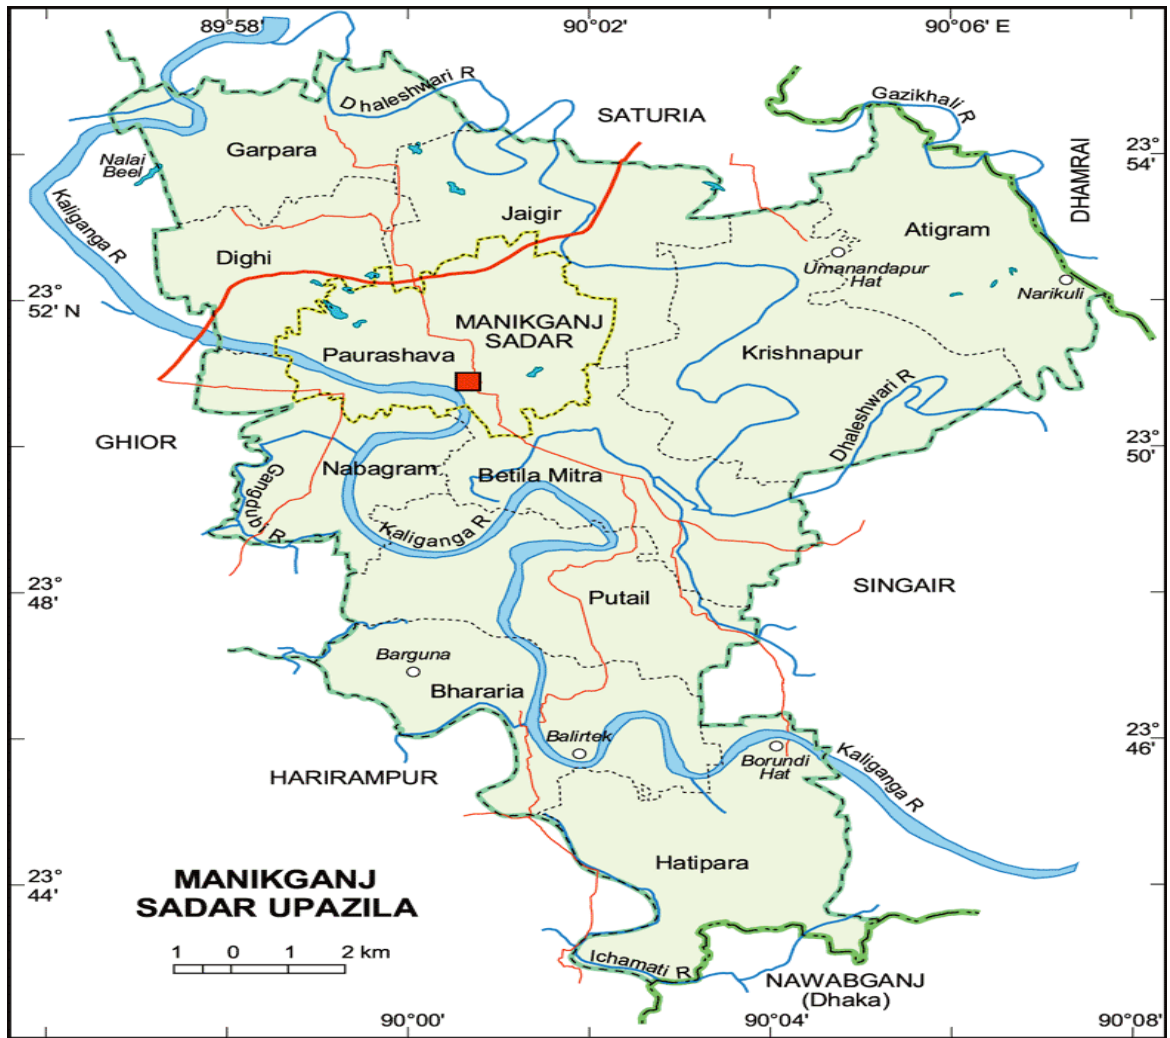 89°58'
90°02'
90°06' E
Dhaleshwari R
SATURIA
Gazikhali R
Garpara
23°
54'
Nalai
Beel
DHAMRAI
Kaliganga R
Jaigir
Atigram
Dighi
Umanandapur
Hat
Narikuli
23°
52' N
MANIKGANJ
SADAR
Paurashava
Krishnapur
Dhaleshwari R
GHIOR
23°
50'
Nabagram
Betila Mitra
Gangdubi R
Kaliganga R
23°
48'
SINGAIR
Putail
Barguna
Bhararia
Balirtek
23°
46'
Borundi
Hat
Kaliganga R
HARIRAMPUR
Hatipara
23°
44'
MANIKGANJ
SADAR UPAZILA
1 0 1 2 km
Ichamati R
NAWABGANJ
(Dhaka)
90°00'
90°04'
90°08'